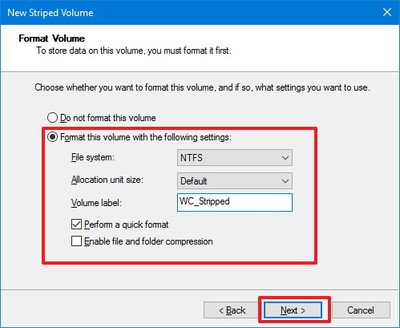 New Striped Volume
Format Volume
To store data on this volume, you must format it first.
Choose whether you want to format this volume, and if so, what settings you want to use.
Do not format this volume
Format this volume with the following settings:
File system: NTFS
Allocation unit size: Default
Volume label: WC_Stripped
Perform a quick format
Enable file and folder compression
< Back Next > Cancel